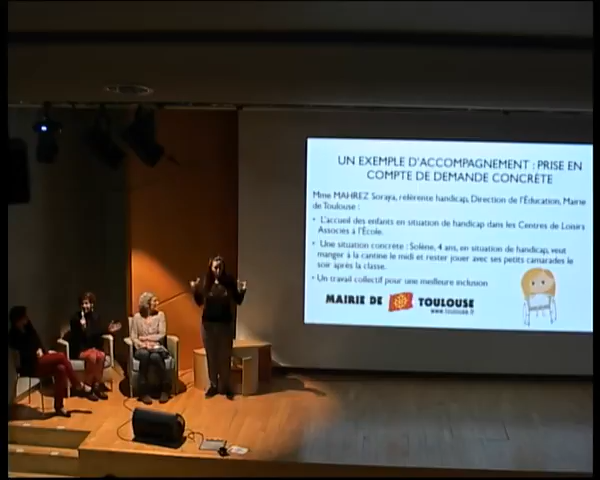 UN EXEMPLE D'ACCOMPAGNEMENT : PRISE EN
COMPTE DE DEMANDE CONCRÈTE
Mme MAHREZ Soraya, référente handicap, Direction de l'Éducation, Mairie
de Toulouse :
• L'accueil des enfants en situation de handicap dans les Centres de Loisirs
Associés à l'École.
• Une situation concrète : Solène, 4 ans, en situation de handicap, veut
manger à la cantine le midi et rester jouer avec ses petits camarades le
soir après la classe.
• Un travail collectif pour une meilleure inclusion
MAIRIE DE TOULOUSE
www.toulouse.fr